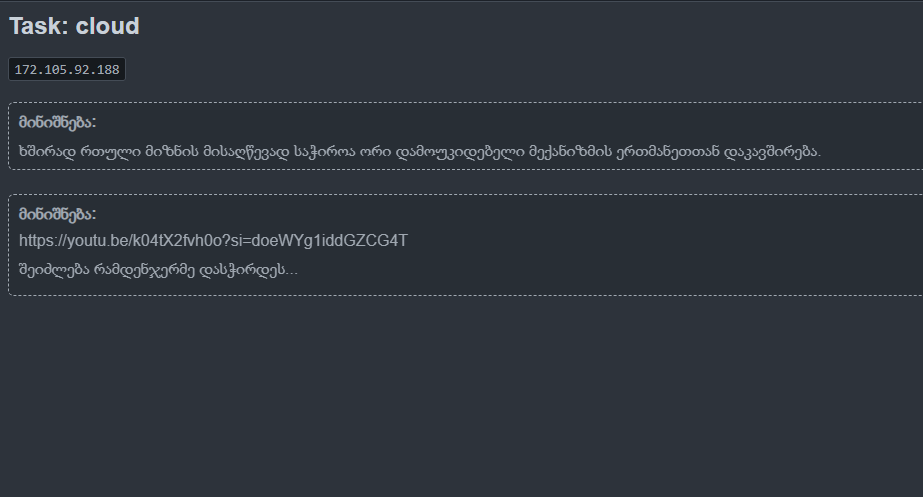 Task: cloud
172.105.92.188
მინიშნება:
ხშირად რთული მიზნის მისაღწევად საჭიროა ორი დამოუკიდებელი მექანიზმის ერთმანეთთან დაკავშირება.
მინიშნება:
https://youtu.be/k04tX2fvh0o?si=doeWYg1iddGZCG4T
შეიძლება რამდენჯერმე დასჭირდეს...